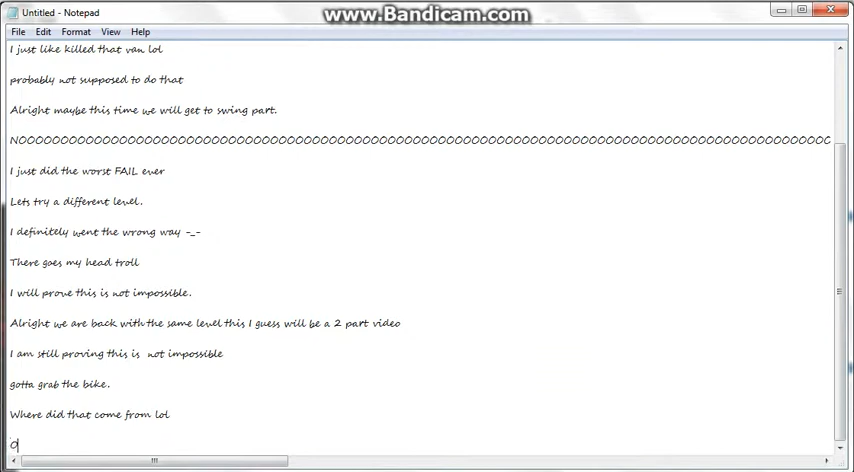 Untitled - Notepad
www.Bandicam.com
File Edit Format View Help
I just like killed that van lol
probably not supposed to do that
Alright maybe this time we will get to swing part.
I just did the worst FAIL ever
Lets try a different level.
I definitely went the wrong way -_-
There goes my head troll
I will prove this is not impossible.
Alright we are back with the same level this I guess will be a 2 part video
I am still proving this is  not impossible
gotta grab the bike.
Where did that come from lol